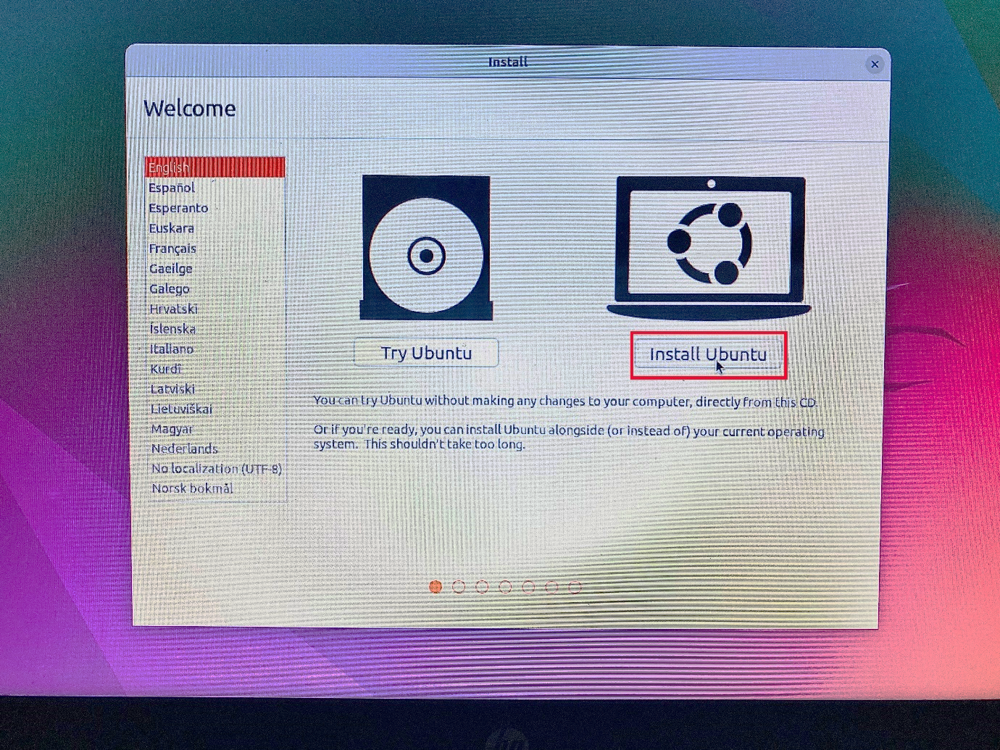 Install
Welcome
English
Español
Esperanto
Euskara
Français
Gaeilge
Galego
Hrvatski
Íslenska
Italiano
Kurdî
Latviski
Lietuviškai
Magyar
Nederlands
No localization (UTF-8)
Norsk bokmål
Try Ubuntu
Install Ubuntu
You can try Ubuntu without making any changes to your computer, directly from this CD.
Or if you're ready, you can install Ubuntu alongside (or instead of) your current operating
system. This shouldn't take too long.
hp